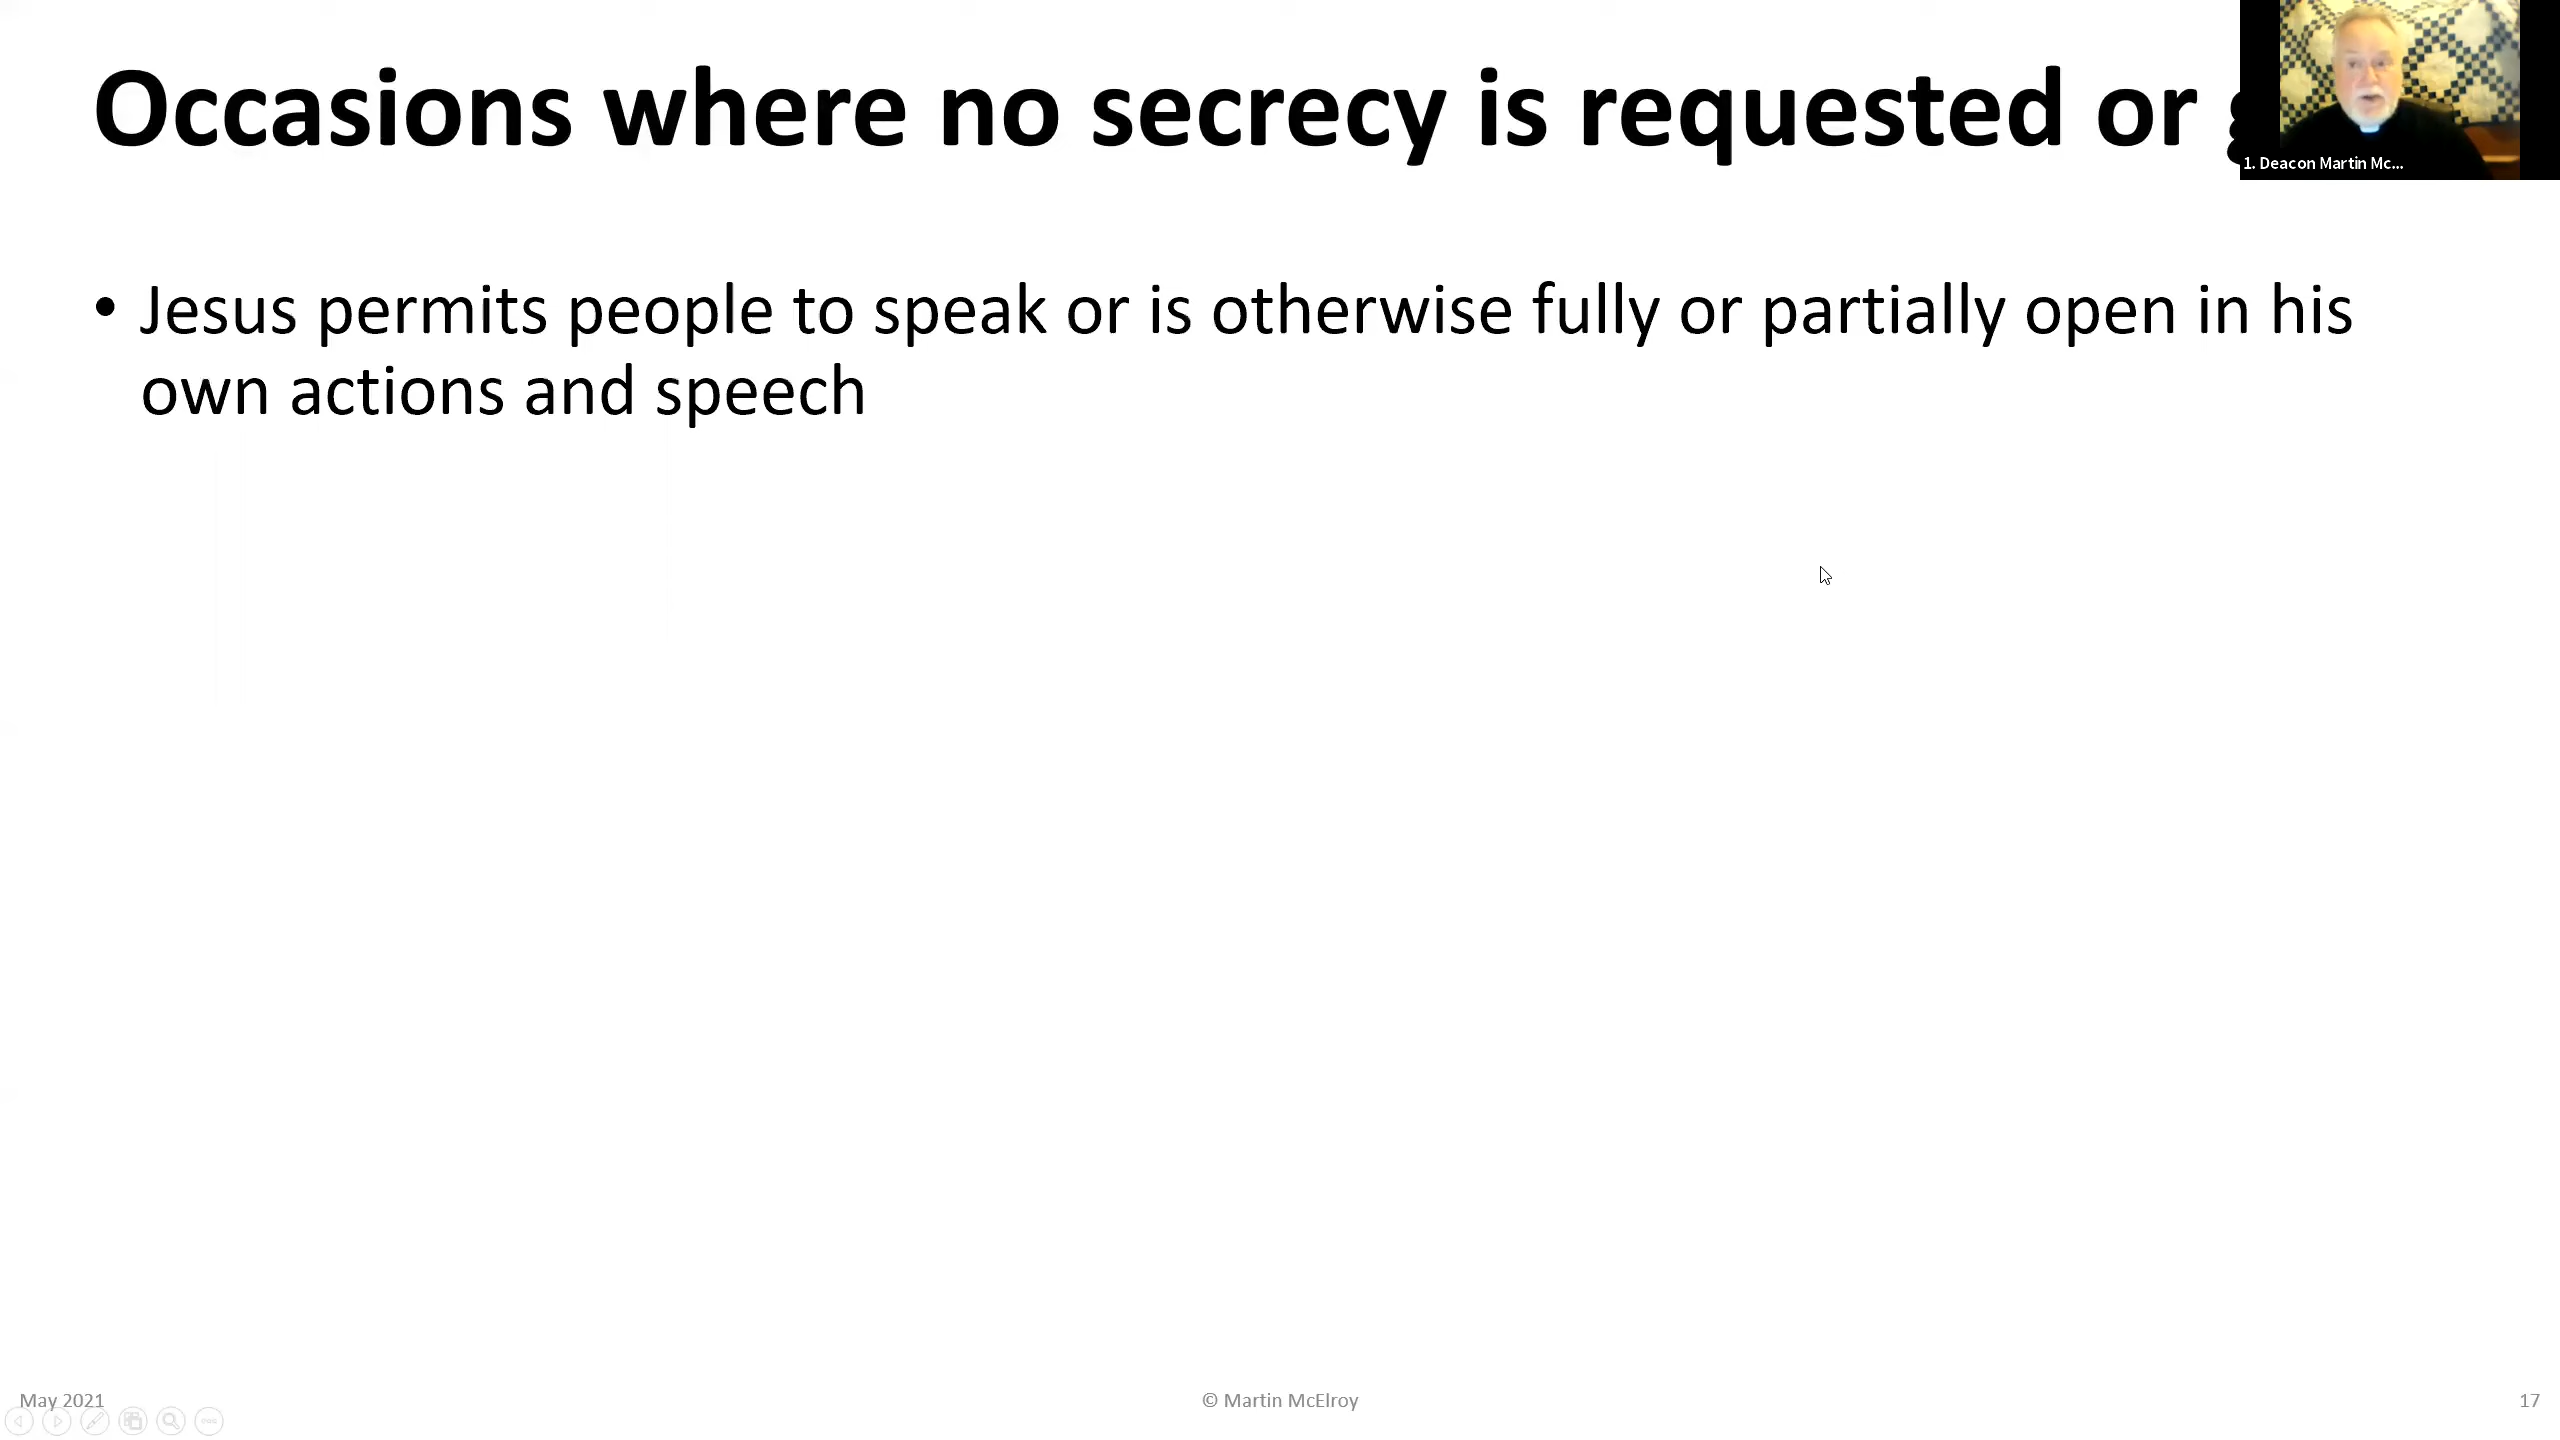 Occasions where no secrecy is requested or
1. Deacon Martin Mc...
• Jesus permits people to speak or is otherwise fully or partially open in his
own actions and speech
May 2021
© Martin McElroy
17